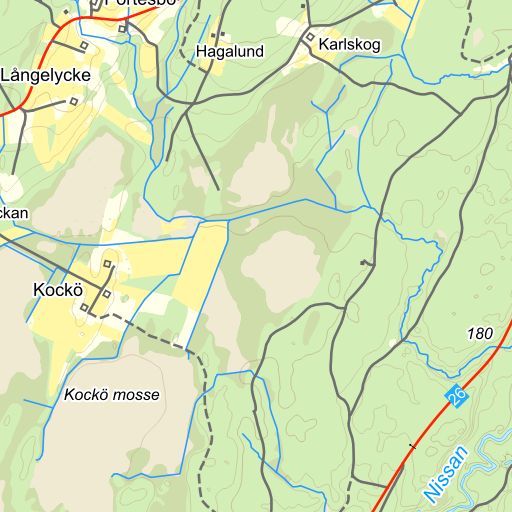 Hagalund
Karlskog
Långelycke
Kockö
180
Kockö mosse
26
Nissan